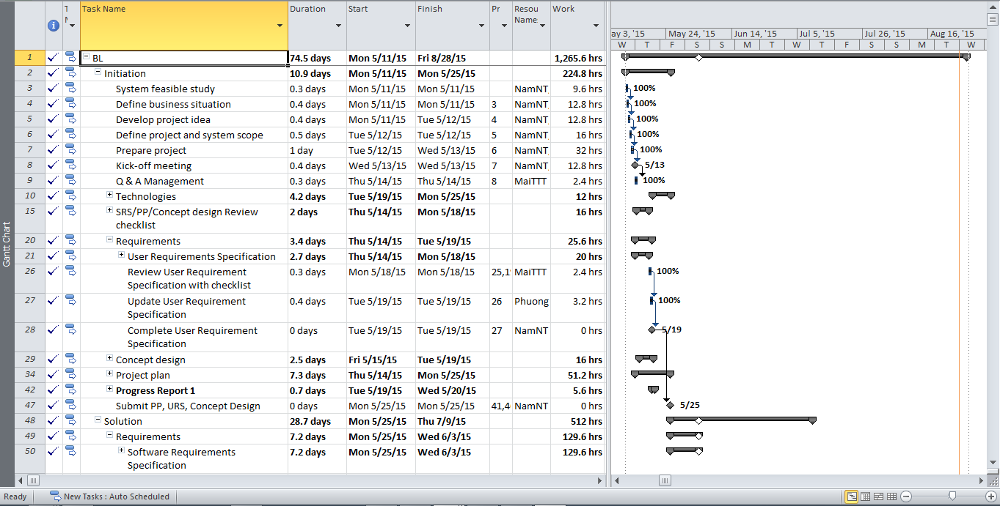 T Task Name Duration Start Finish Pr Resou Work
Name
ay 3, '15 May 24, '15 Jun 14, '15 Jul 5, '15 Jul 26, '15 Aug 16, '15
W T F S S M T W T F S S M T W
1 BL 74.5 days Mon 5/11/15 Fri 8/28/15 1,265.6 hrs
2 Initiation 10.9 days Mon 5/11/15 Mon 5/25/15 224.8 hrs
3 System feasible study 0.3 days Mon 5/11/15 Mon 5/11/15 NamNT, 9.6 hrs 100%
4 Define business situation 0.4 days Mon 5/11/15 Mon 5/11/15 3 NamNT, 12.8 hrs 100%
5 Develop project idea 0.4 days Mon 5/11/15 Tue 5/12/15 4 NamNT, 12.8 hrs 100%
6 Define project and system scope 0.5 days Tue 5/12/15 Tue 5/12/15 5 NamNT, 16 hrs 100%
7 Prepare project 1 day Tue 5/12/15 Wed 5/13/15 6 NamNT, 32 hrs 100%
8 Kick-off meeting 0.4 days Wed 5/13/15 Wed 5/13/15 7 NamNT, 12.8 hrs 5/13
9 Q & A Management 0.3 days Thu 5/14/15 Thu 5/14/15 8 MaiTTT 2.4 hrs 100%
10 Technologies 4.2 days Tue 5/19/15 Mon 5/25/15 12 hrs
15 SRS/PP/Concept design Review 2 days Thu 5/14/15 Mon 5/18/15 16 hrs
checklist
20 Requirements 3.4 days Thu 5/14/15 Tue 5/19/15 25.6 hrs
21 User Requirements Specification 2.7 days Thu 5/14/15 Mon 5/18/15 20 hrs
26 Review User Requirement 0.3 days Mon 5/18/15 Mon 5/18/15 25,1 MaiTTT 2.4 hrs 100%
Specification with checklist
27 Update User Requirement 0.4 days Tue 5/19/15 Tue 5/19/15 26 Phuong 3.2 hrs 100%
Specification
28 Complete User Requirement 0 days Tue 5/19/15 Tue 5/19/15 27 NamNT 0 hrs 5/19
Specification
29 Concept design 2.5 days Fri 5/15/15 Tue 5/19/15 16 hrs
34 Project plan 7.3 days Thu 5/14/15 Mon 5/25/15 51.2 hrs
42 Progress Report 1 0.7 days Tue 5/19/15 Wed 5/20/15 5.6 hrs
47 Submit PP, URS, Concept Design 0 days Mon 5/25/15 Mon 5/25/15 41,4 NamNT 0 hrs 5/25
48 Solution 28.7 days Mon 5/25/15 Thu 7/9/15 512 hrs
49 Requirements 7.2 days Mon 5/25/15 Wed 6/3/15 129.6 hrs
50 Software Requirements 7.2 days Mon 5/25/15 Wed 6/3/15 129.6 hrs
Specification
Gantt Chart
Ready New Tasks : Auto Scheduled